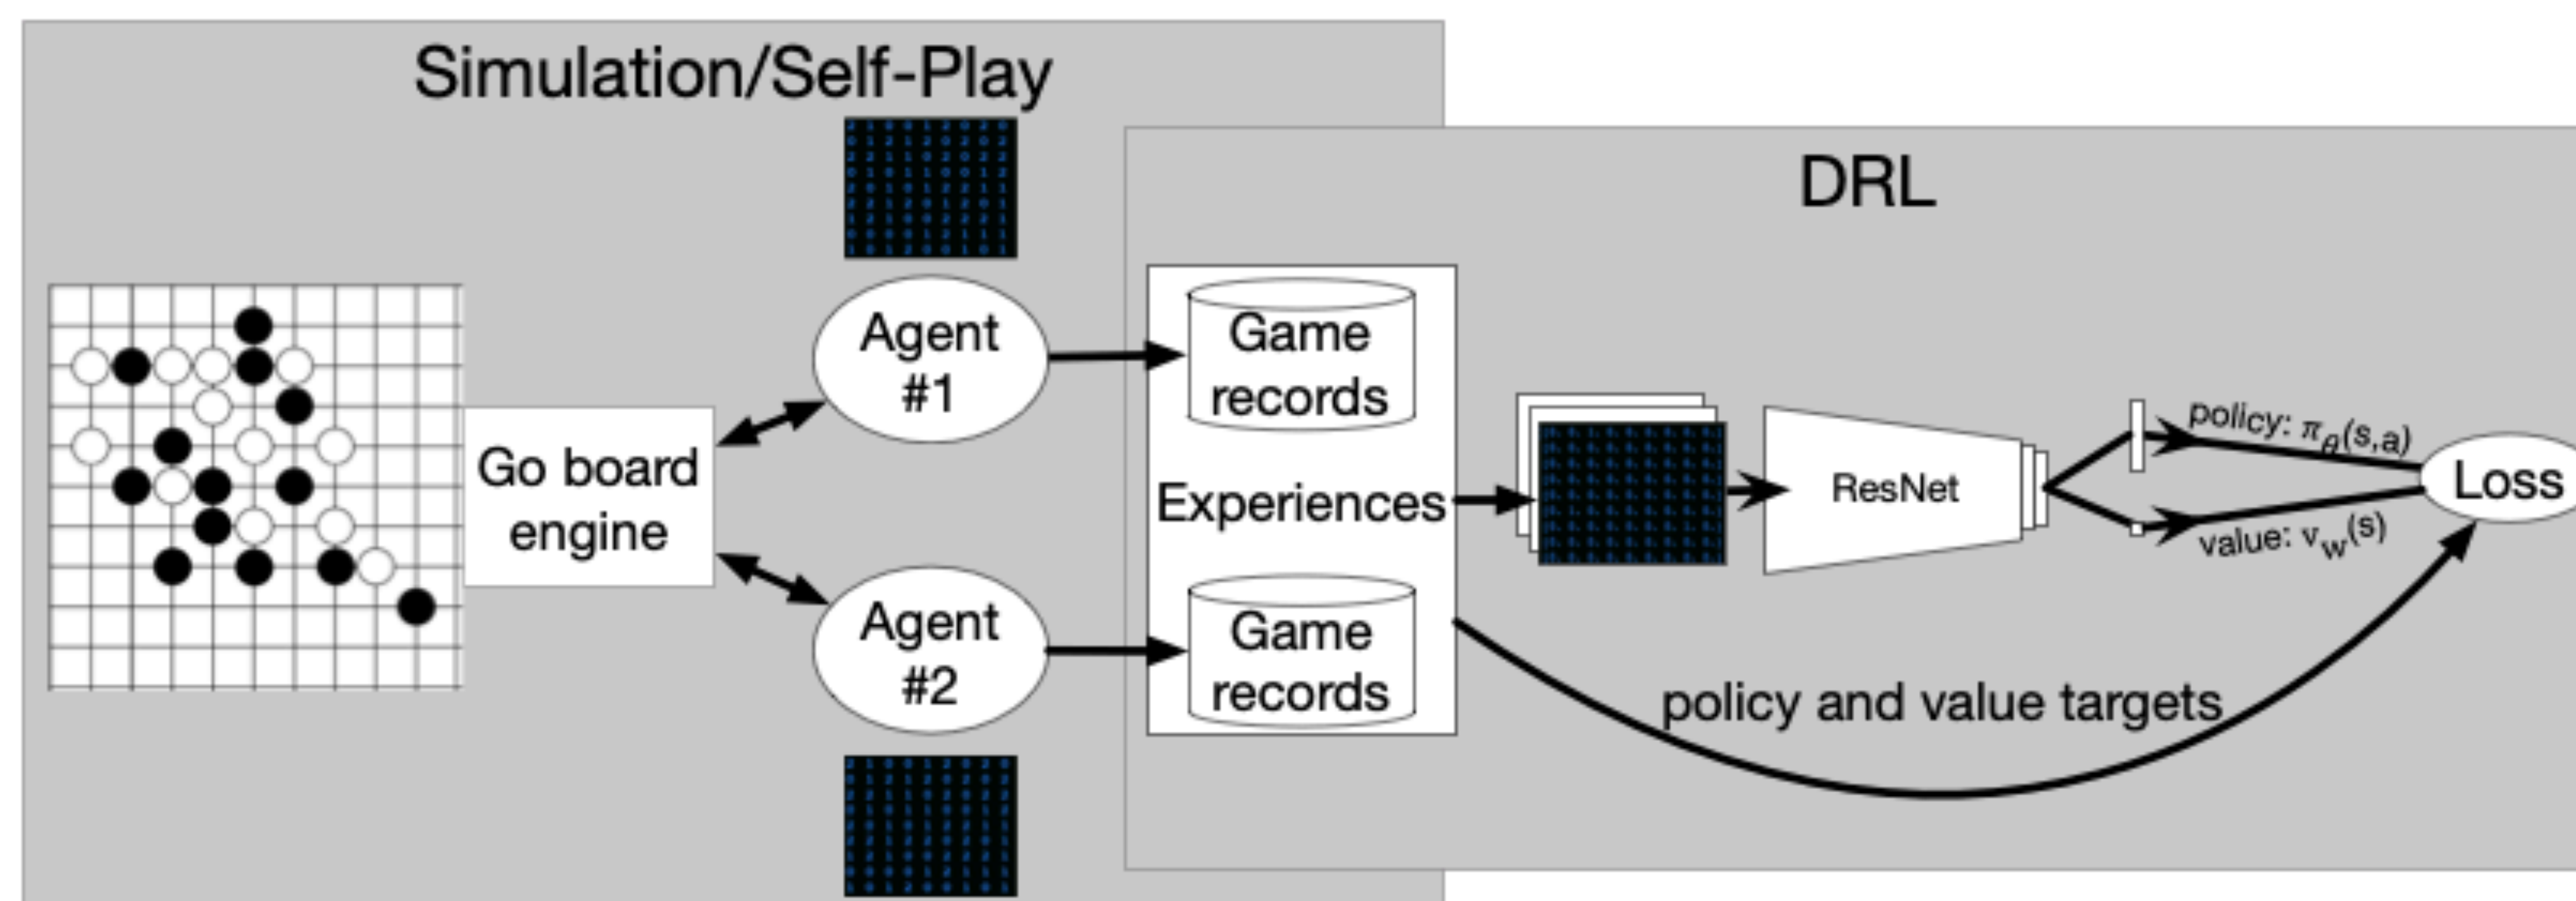 Simulation/Self-Play
DRL
Agent
#1
Game
records
policy: πθ(s,a)
Go board
engine
Experiences
ResNet
Loss
value: vw(s)
Agent
#2
Game
records
policy and value targets